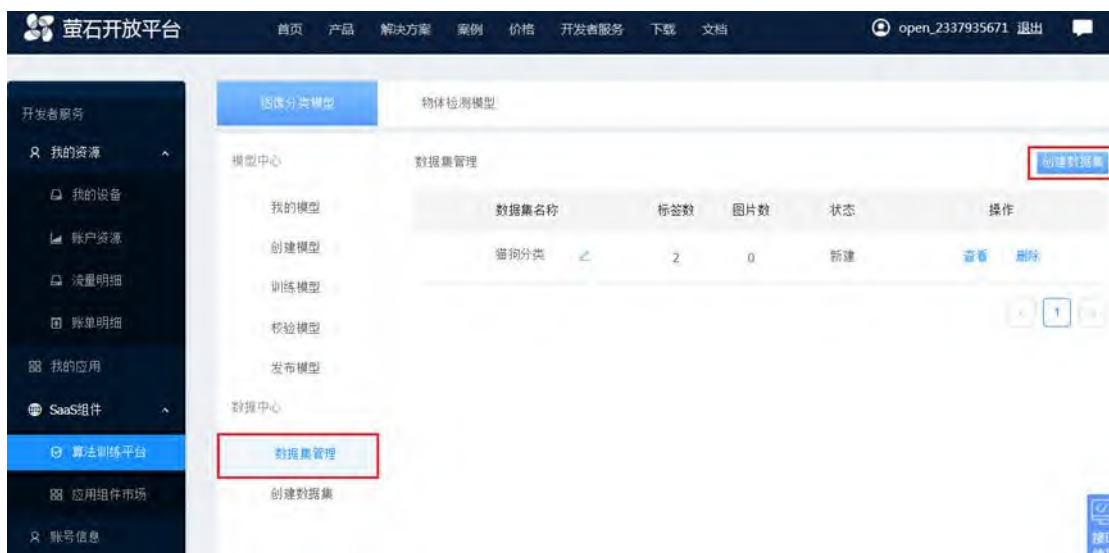 萤石开放平台
首页 产品 解决方案 案例 价格 开发者服务 下载 文档
open_2337935671 退出
开发者服务
我的资源
我的设备
账户资源
流量明细
账单明细
我的应用
SaaS组件
算法训练平台
应用组件市场
账号信息
图像分类模型 物体检测模型
模型中心
我的模型
创建模型
训练模型
校验模型
发布模型
数据中心
数据集管理
创建数据集
数据集管理 创建数据集
数据集名称 标签数 图片数 状态 操作
猫狗分类 2 0 新建 查看 删除
1